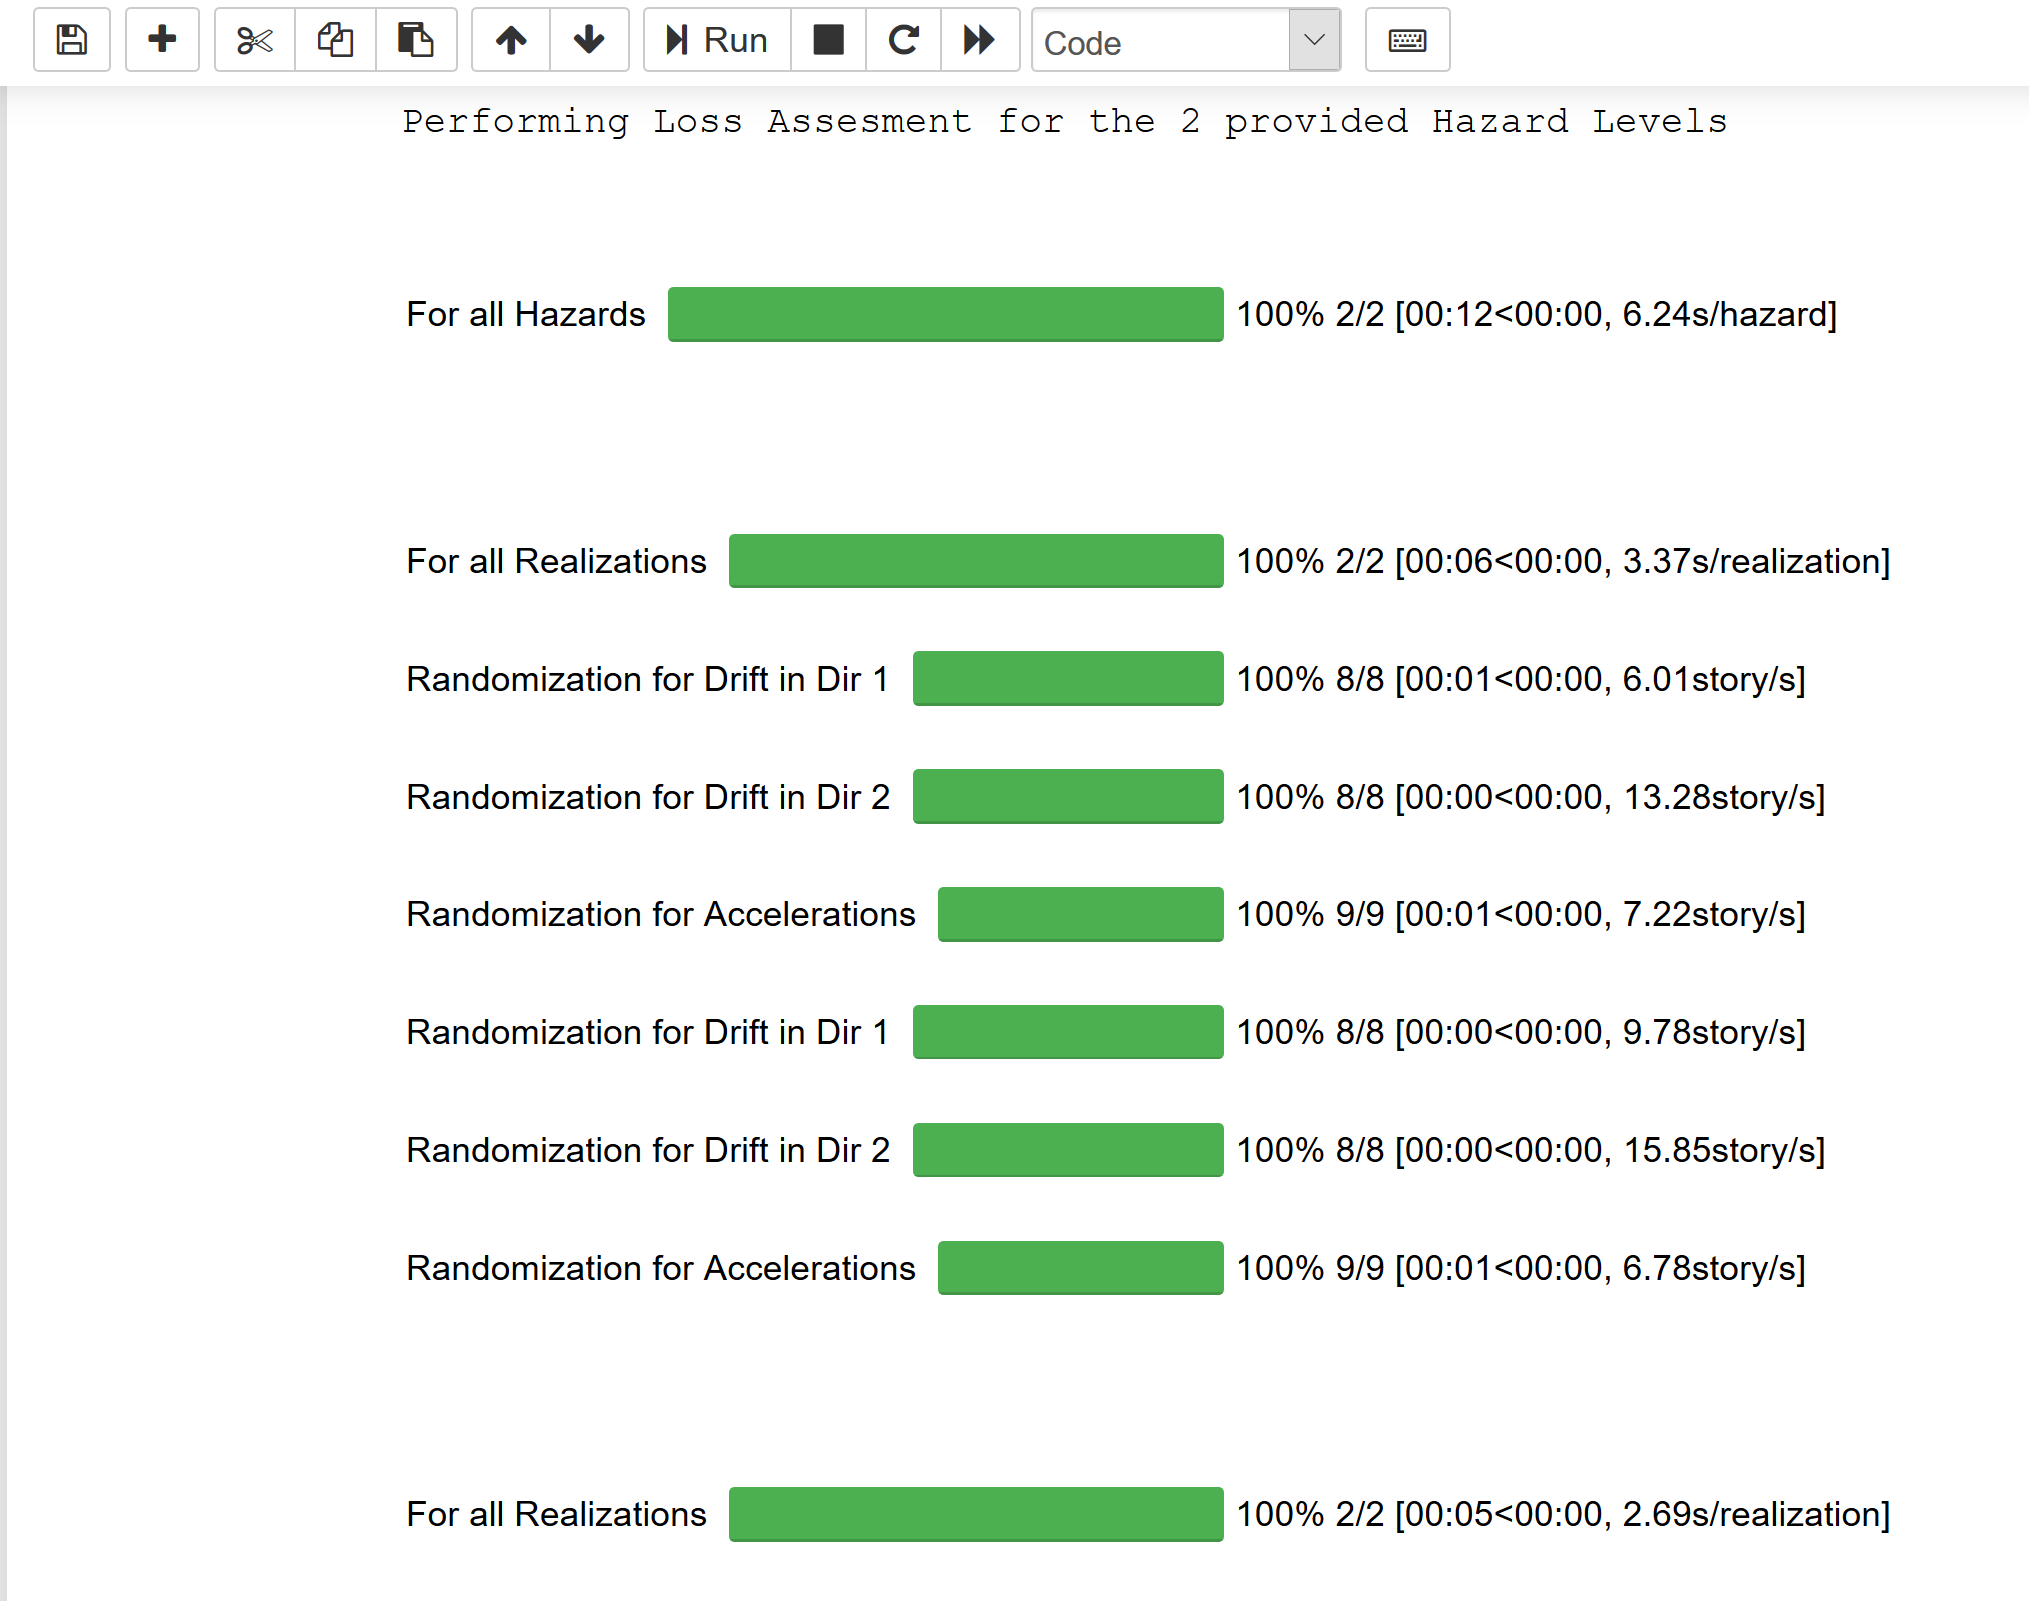 Run
Code
Performing Loss Assesment for the 2 provided Hazard Levels
For all Hazards 100% 2/2 [00:12<00:00, 6.24s/hazard]
For all Realizations 100% 2/2 [00:06<00:00, 3.37s/realization]
Randomization for Drift in Dir 1 100% 8/8 [00:01<00:00, 6.01story/s]
Randomization for Drift in Dir 2 100% 8/8 [00:00<00:00, 13.28story/s]
Randomization for Accelerations 100% 9/9 [00:01<00:00, 7.22story/s]
Randomization for Drift in Dir 1 100% 8/8 [00:00<00:00, 9.78story/s]
Randomization for Drift in Dir 2 100% 8/8 [00:00<00:00, 15.85story/s]
Randomization for Accelerations 100% 9/9 [00:01<00:00, 6.78story/s]
For all Realizations 100% 2/2 [00:05<00:00, 2.69s/realization]